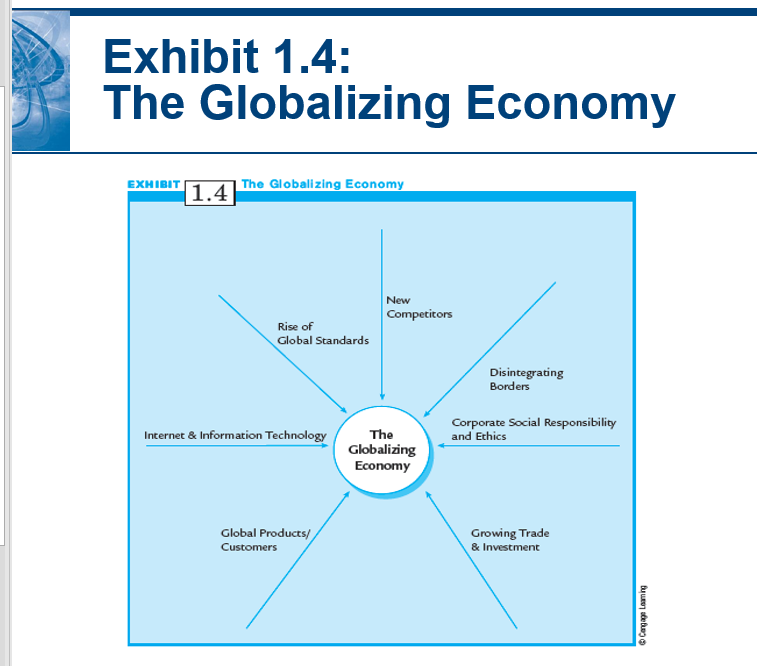 Exhibit 1.4:
The Globalizing Economy
EXHIBIT 1.4 The Globalizing Economy
New
Competitors
Rise of
Global Standards
Disintegrating
Borders
Corporate Social Responsibility
and Ethics
Internet & Information Technology
The
Globalizing
Economy
Global Products/
Customers
Growing Trade
& Investment
© Cengage Learning